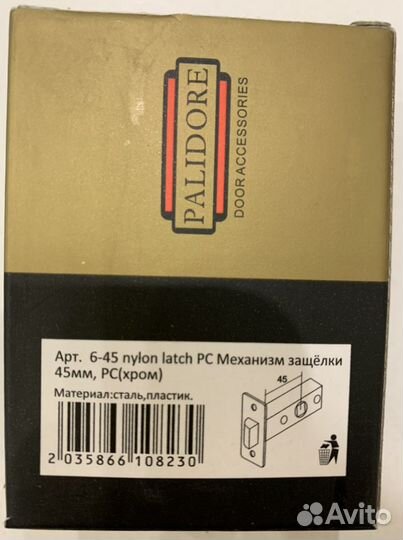 PALIDORE
DOOR ACCESSORIES
Арт. 6-45 nylon latch PC Механизм защёлки
45мм, PC(хром)
Материал:сталь,пластик.
45
2 035866 108230
Avito